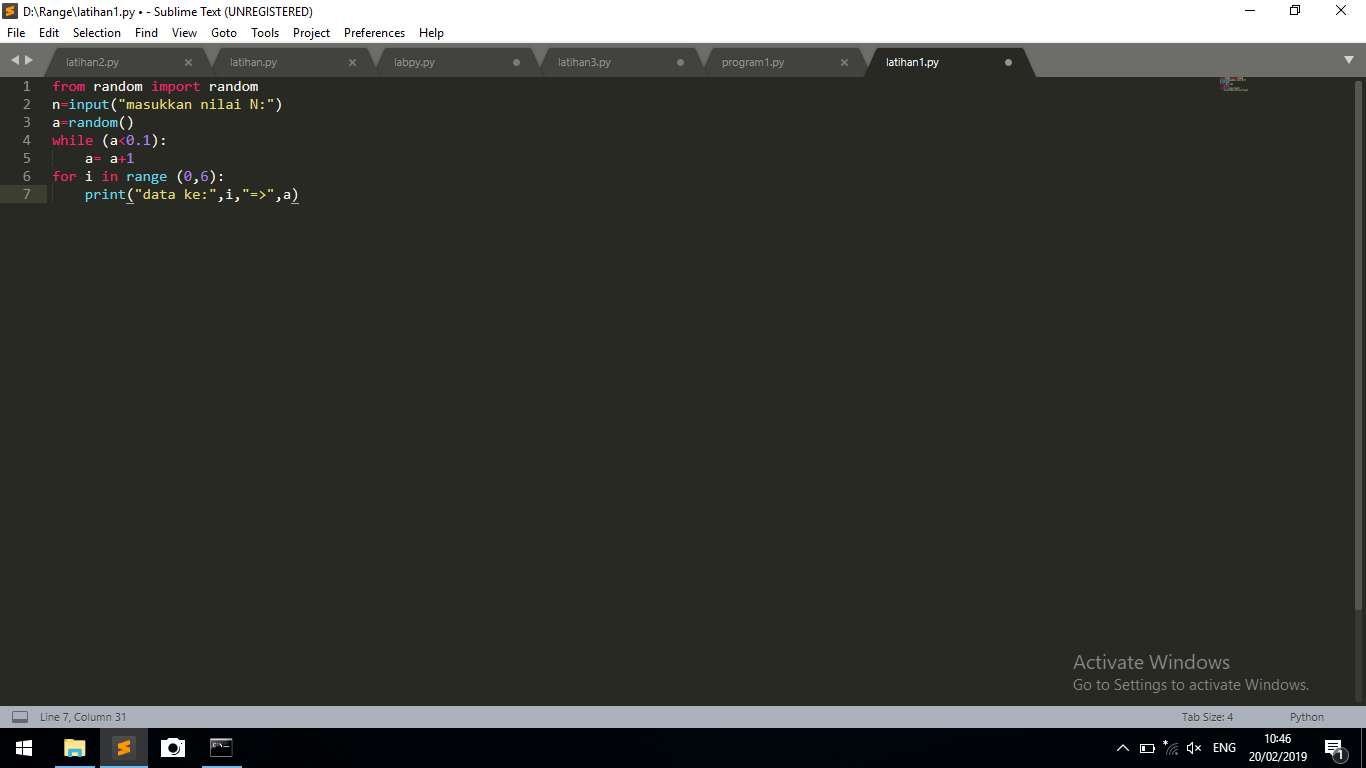 D:\Range\latihan1.py • - Sublime Text (UNREGISTERED)
File Edit Selection Find View Goto Tools Project Preferences Help
latihan2.py latihan.py labpy.py latihan3.py program1.py latihan1.py
1 from random import random
2 n=input("masukkan nilai N:")
3 a=random()
4 while (a<0.1):
5 a= a+1
6 for i in range (0,6):
7 print("data ke:",i,"=>",a)
Activate Windows
Go to Settings to activate Windows.
Line 7, Column 31 Tab Size: 4 Python
ENG 10:46
20/02/2019 1